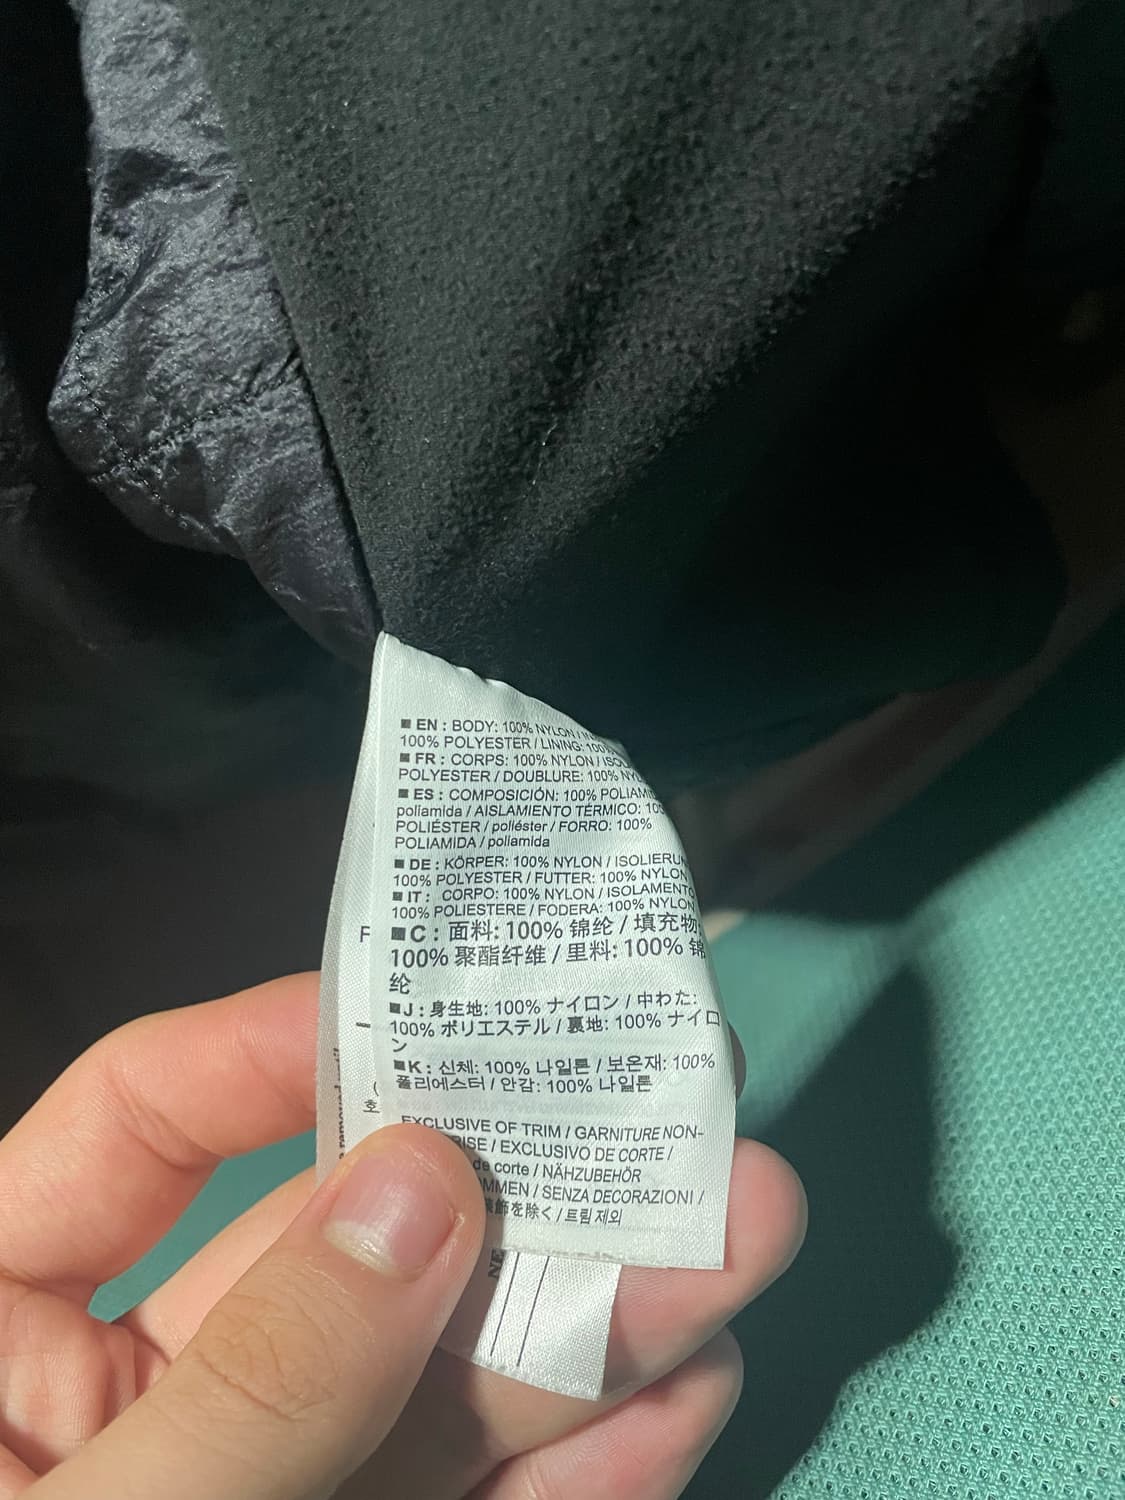 ■ EN : BODY: 100% NYLON /
100% POLYESTER / LINING: 100%
■ FR : CORPS: 100% NYLON /
POLYESTER / DOUBLURE: 100%
■ ES : COMPOSICIÓN: 100%
poliamida / AISLAMIENTO TÉRMICO:
POLIÉSTER / poliéster / FORRO: 100%
POLIAMIDA / poliamida
■ DE : KÖRPER: 100% NYLON /
100% POLYESTER / FUTTER: 100% NYLON
■ IT : CORPO: 100% NYLON / ISOLAMENTO
100% POLIESTERE / FODERA: 100% NYLON
■ C : 面料: 100% 锦纶 / 填充物:
100% 聚酯纤维 / 里料: 100% 锦
纶
■ J : 身生地: 100% ナイロン / 中わた:
100% ポリエステル / 裏地: 100% ナイロ
ン
■ K : 신체: 100% 나일론 / 보온재: 100%
폴리에스터 / 안감: 100% 나일론
EXCLUSIVE OF TRIM / GARNITURE NON-
/ EXCLUSIVO DE CORTE /
de corte / NÄHZUBEHÖR
/ SENZA DECORAZIONI /
装飾を除く / 트림 제외
F
호
removed
NE